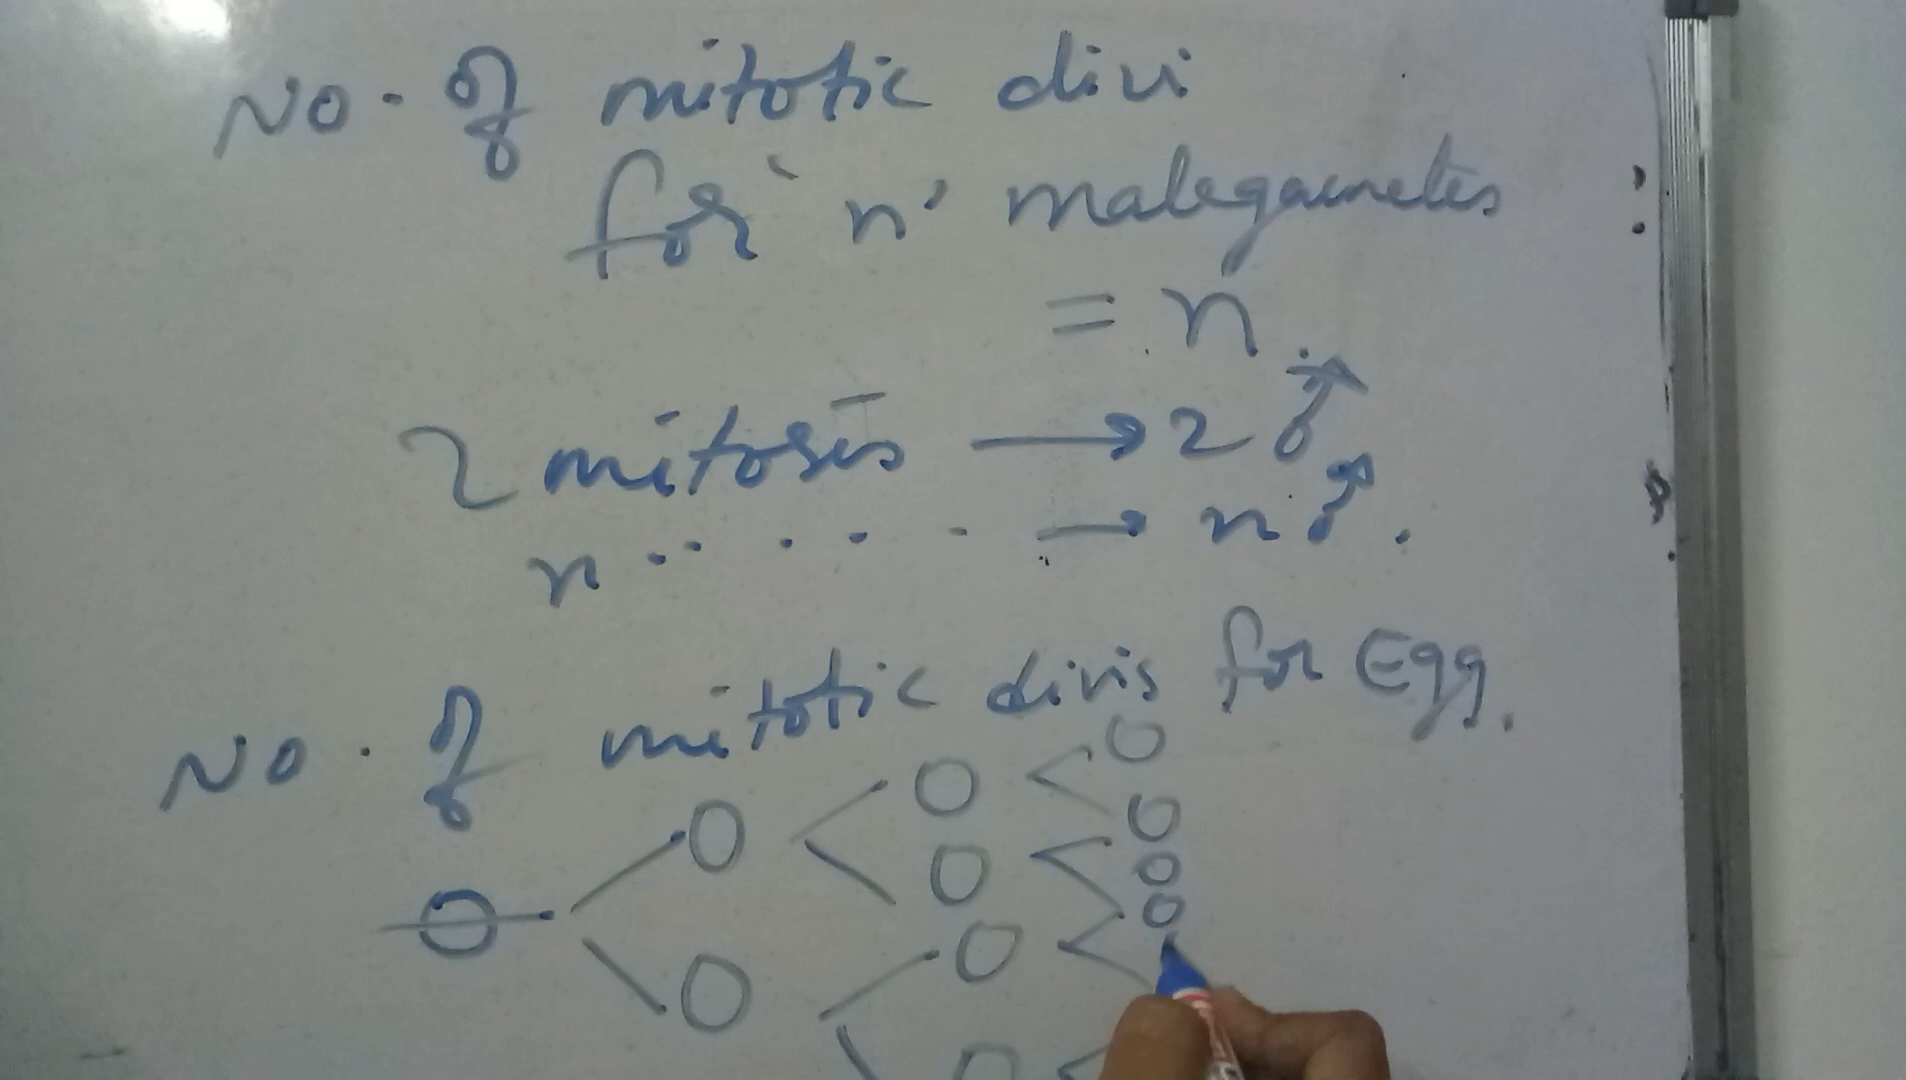 No. of mitotic divi
for 'n' malegametes
= n.
2 mitosis → 2 ♂
n . . . . . → n ♂.
No. of mitotic divis for Egg.